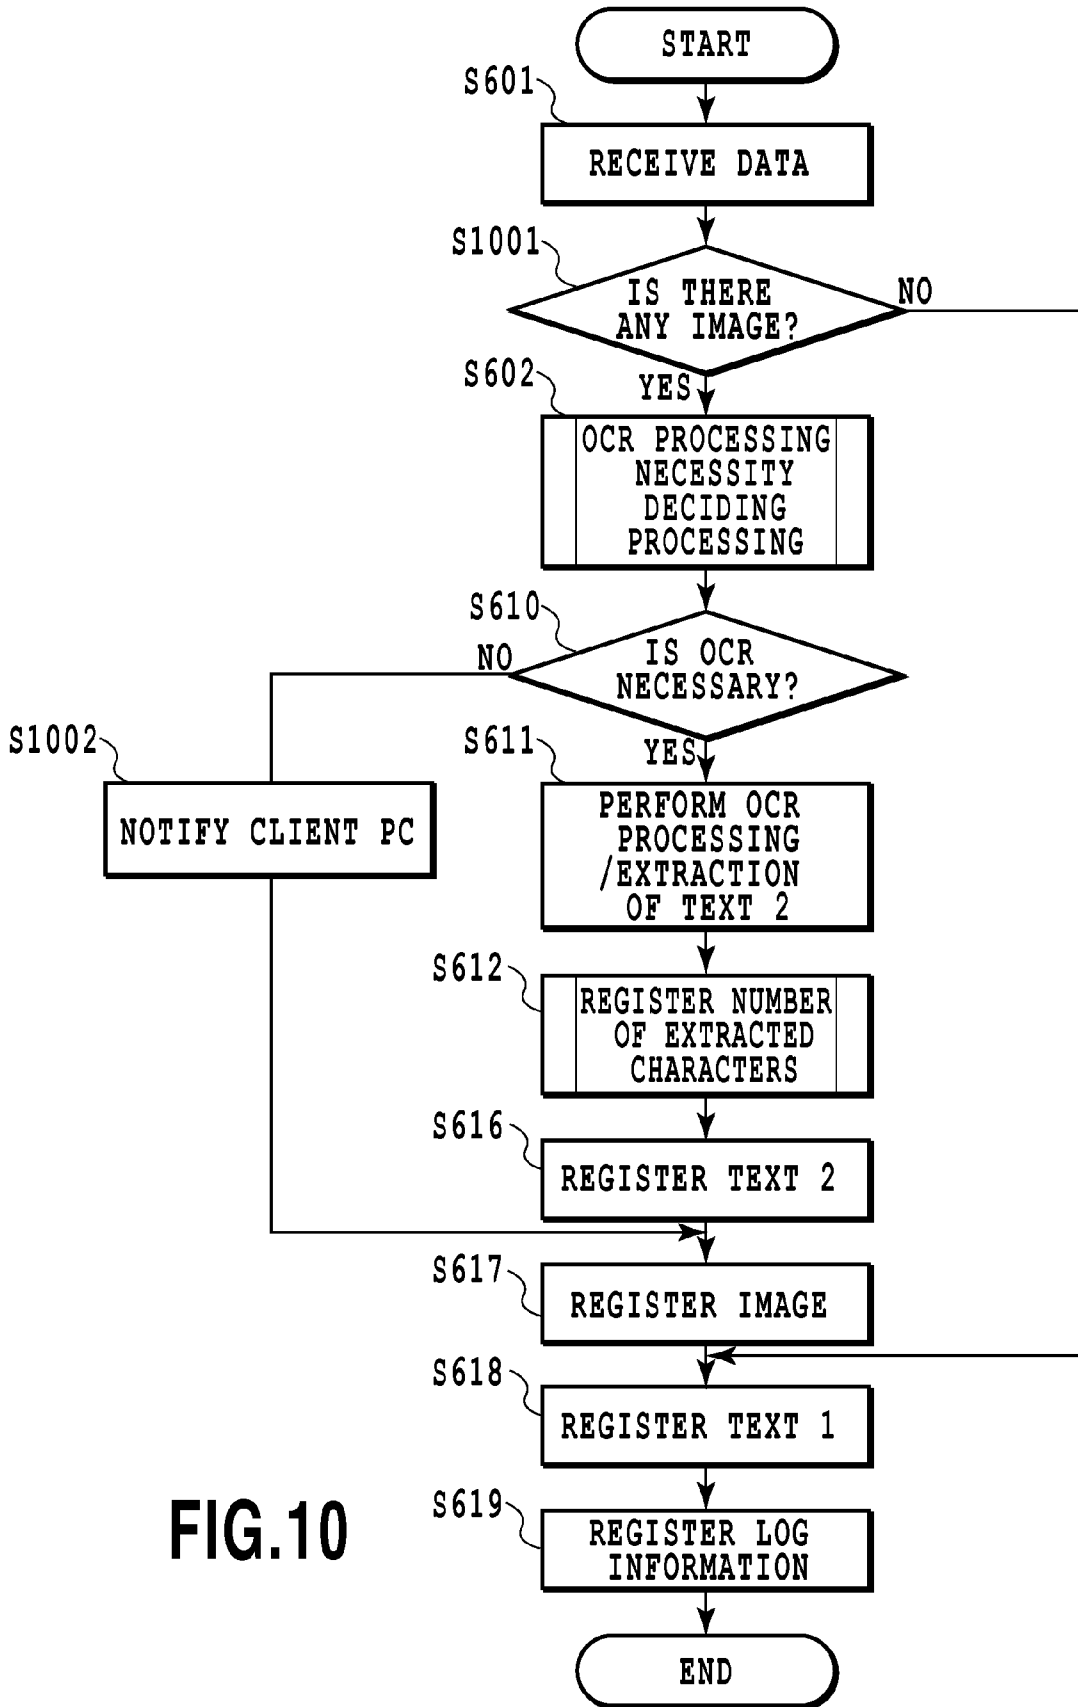 START
S601
RECEIVE DATA
S1001
IS THERE
ANY IMAGE?
NO
S602
YES
OCR PROCESSING
NECESSITY
DECIDING
PROCESSING
S610
NO
IS OCR
NECESSARY?
S1002
NOTIFY CLIENT PC
S611
YES
PERFORM OCR
PROCESSING
/EXTRACTION
OF TEXT 2
S612
REGISTER NUMBER
OF EXTRACTED
CHARACTERS
S616
REGISTER TEXT 2
S617
REGISTER IMAGE
S618
REGISTER TEXT 1
S619
REGISTER LOG
INFORMATION
END
FIG.10